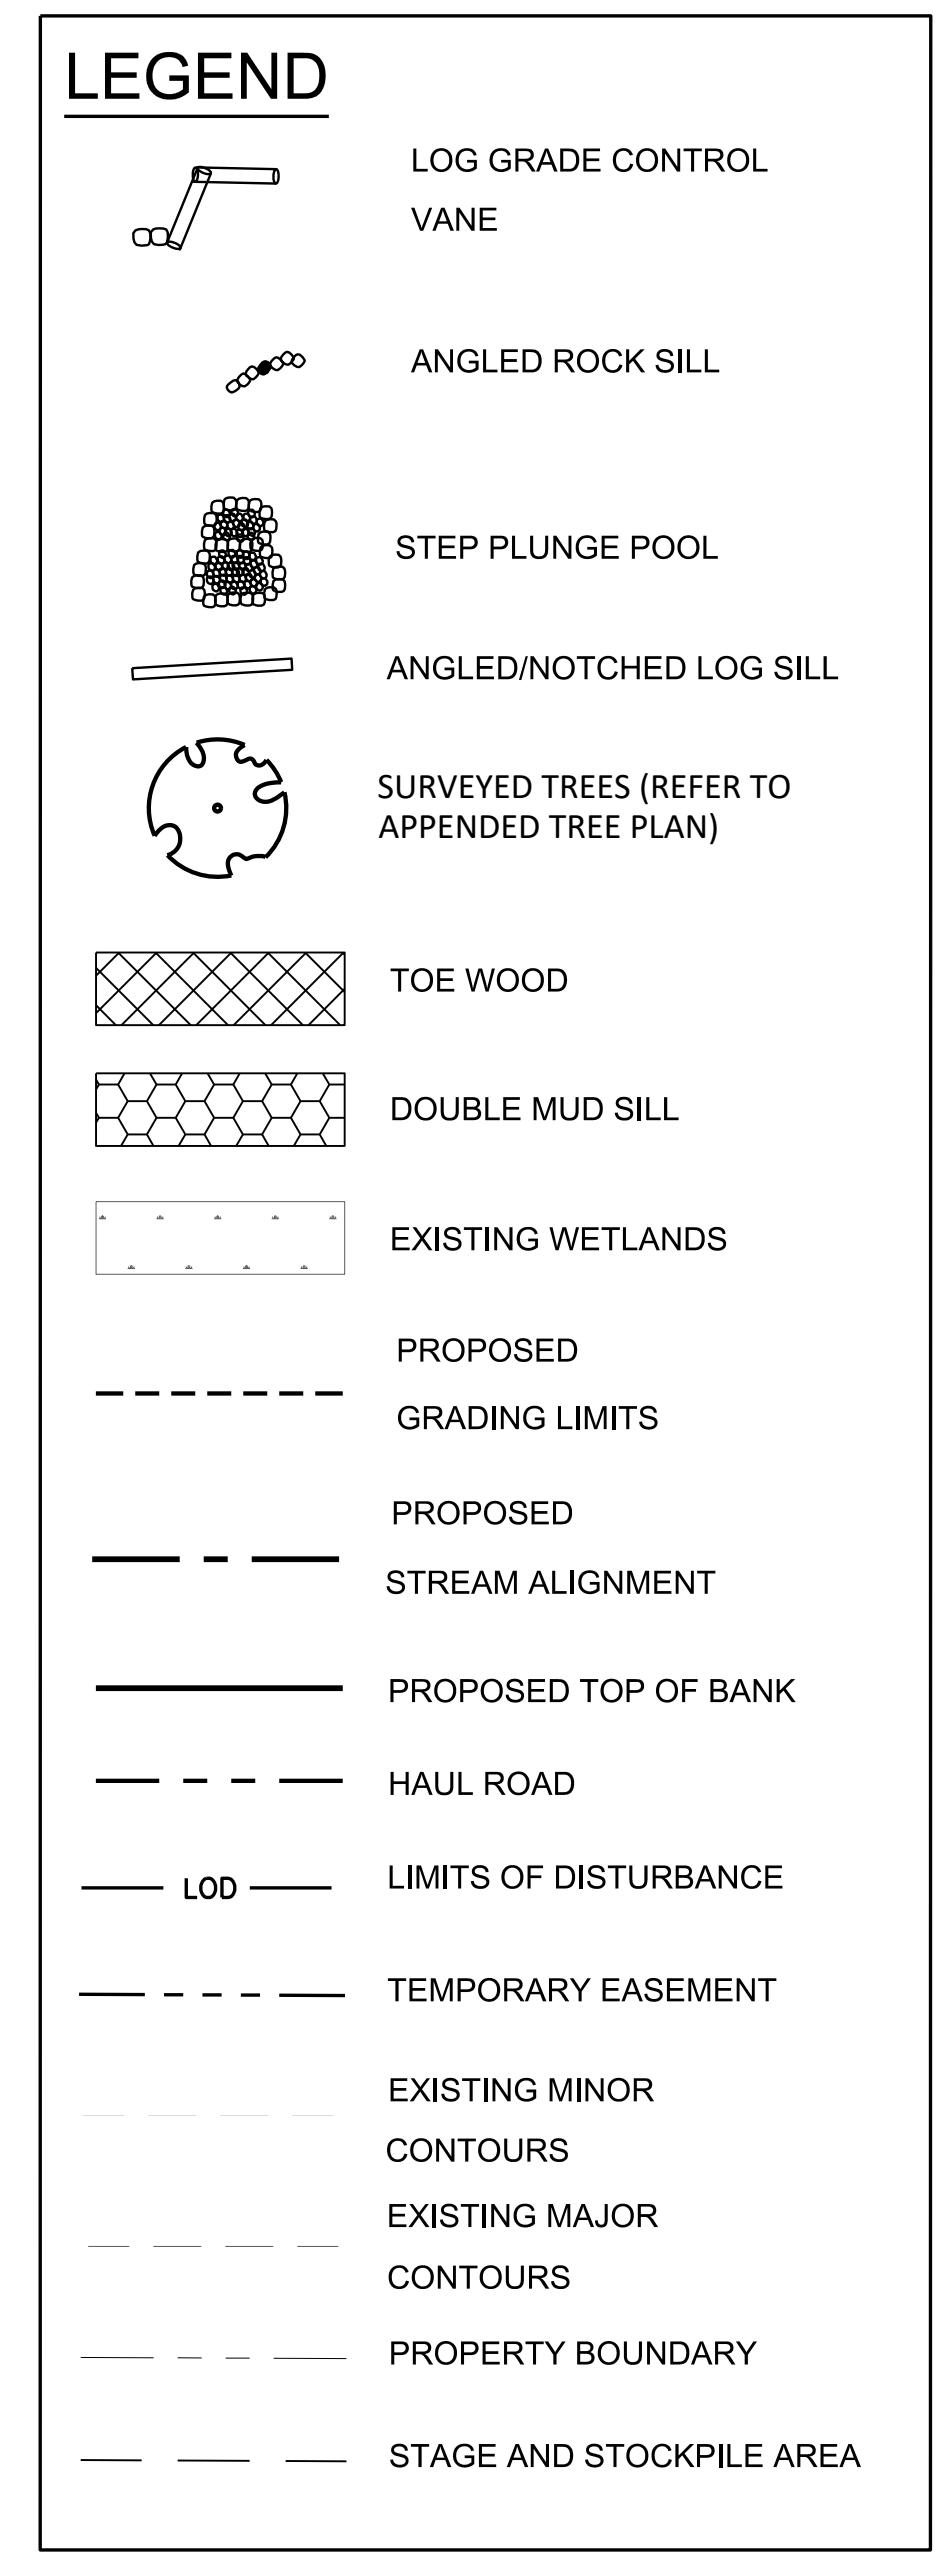 LEGEND
LOG GRADE CONTROL
VANE
ANGLED ROCK SILL
STEP PLUNGE POOL
ANGLED/NOTCHED LOG SILL
SURVEYED TREES (REFER TO
APPENDED TREE PLAN)
TOE WOOD
DOUBLE MUD SILL
EXISTING WETLANDS
PROPOSED
GRADING LIMITS
PROPOSED
STREAM ALIGNMENT
PROPOSED TOP OF BANK
HAUL ROAD
LOD
LIMITS OF DISTURBANCE
TEMPORARY EASEMENT
EXISTING MINOR
CONTOURS
EXISTING MAJOR
CONTOURS
PROPERTY BOUNDARY
STAGE AND STOCKPILE AREA